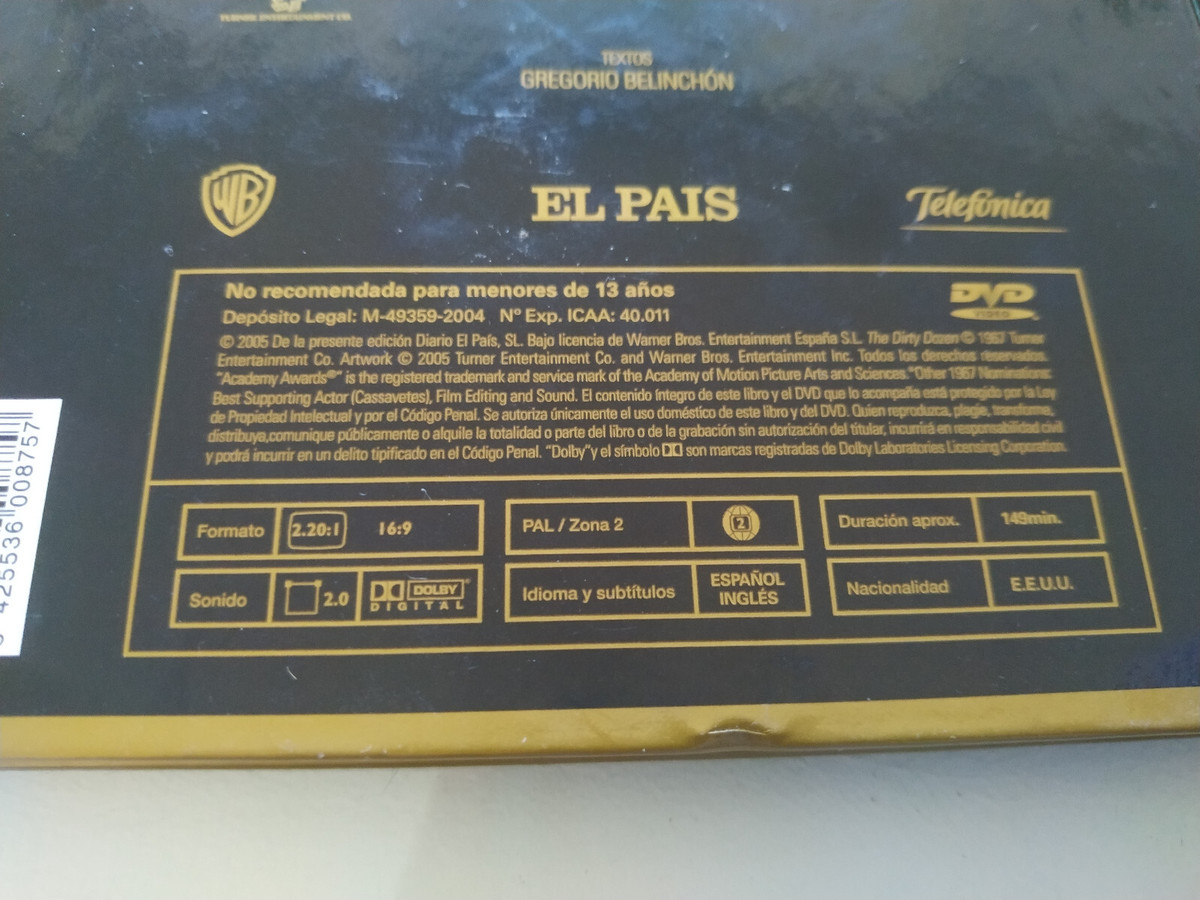 TURNER ENTERTAINMENT CO.
TEXTOS
GREGORIO BELINCHÓN
WB
EL PAIS
Telefónica
No recomendada para menores de 13 años
DVD
VIDEO
Depósito Legal: M-49359-2004 Nº Exp. ICAA: 40.011
© 2005 De la presente edición Diario El País, SL. Bajo licencia de Warner Bros. Entertainment España S.L. The Dirty Dozen © 1967 Turner
Entertainment Co. Artwork © 2005 Turner Entertainment Co. and Warner Bros. Entertainment Inc. Todos los derechos reservados.
"Academy Awards®" is the registered trademark and service mark of the Academy of Motion Picture Arts and Sciences. "Other 1967 Nominations:
Best Supporting Actor (Cassavetes), Film Editing and Sound. El contenido íntegro de este libro y el DVD que lo acompaña está protegido por la Ley
de Propiedad Intelectual y por el Código Penal. Se autoriza únicamente el uso doméstico de este libro y del DVD. Quien reproduzca, plagie, transforme,
distribuya,comunique públicamente o alquile la totalidad o parte del libro o de la grabación sin autorización del titular, incurrirá en responsabilidad civil
y podrá incurrir en un delito tipificado en el Código Penal. "Dolby"y el símbolo DD son marcas registradas de Dolby Laboratories Licensing Corporation.
Formato 2.20:1 16:9
PAL / Zona 2 2
Duración aprox. 149min.
Sonido 2.0 DOLBY DIGITAL
Idioma y subtítulos ESPAÑOL INGLÉS
Nacionalidad E.E.U.U.
425536 008757